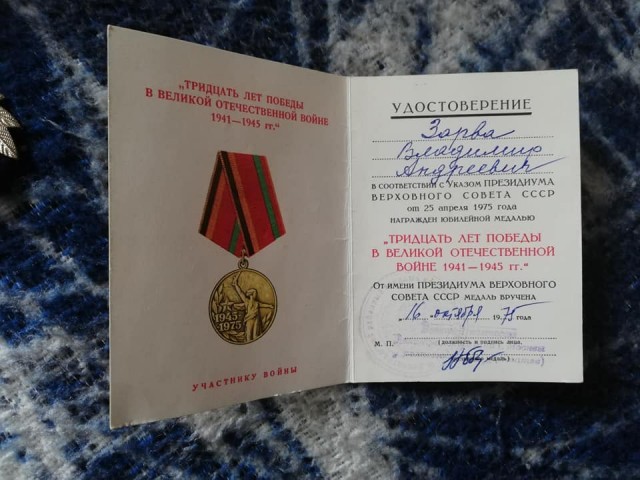 „ТРИДЦАТЬ ЛЕТ ПОБЕДЫ
В ВЕЛИКОЙ ОТЕЧЕСТВЕННОЙ ВОЙНЕ
1941—1945 гг.“
1945-
1975
УЧАСТНИКУ ВОЙНЫ
УДОСТОВЕРЕНИЕ
Зарва
Владимир
Андреевич
В СООТВЕТСТВИИ С УКАЗОМ ПРЕЗИДИУМА
ВЕРХОВНОГО СОВЕТА СССР
от 25 апреля 1975 года
НАГРАЖДЕН ЮБИЛЕЙНОЙ МЕДАЛЬЮ
„ТРИДЦАТЬ ЛЕТ ПОБЕДЫ
В ВЕЛИКОЙ ОТЕЧЕСТВЕННОЙ
ВОЙНЕ 1941—1945 гг.“
От имени ПРЕЗИДИУМА ВЕРХОВНОГО
СОВЕТА СССР МЕДАЛЬ ВРУЧЕНА
„16 октября 1975 года
М. П. (должность и подпись лица,
медаль)